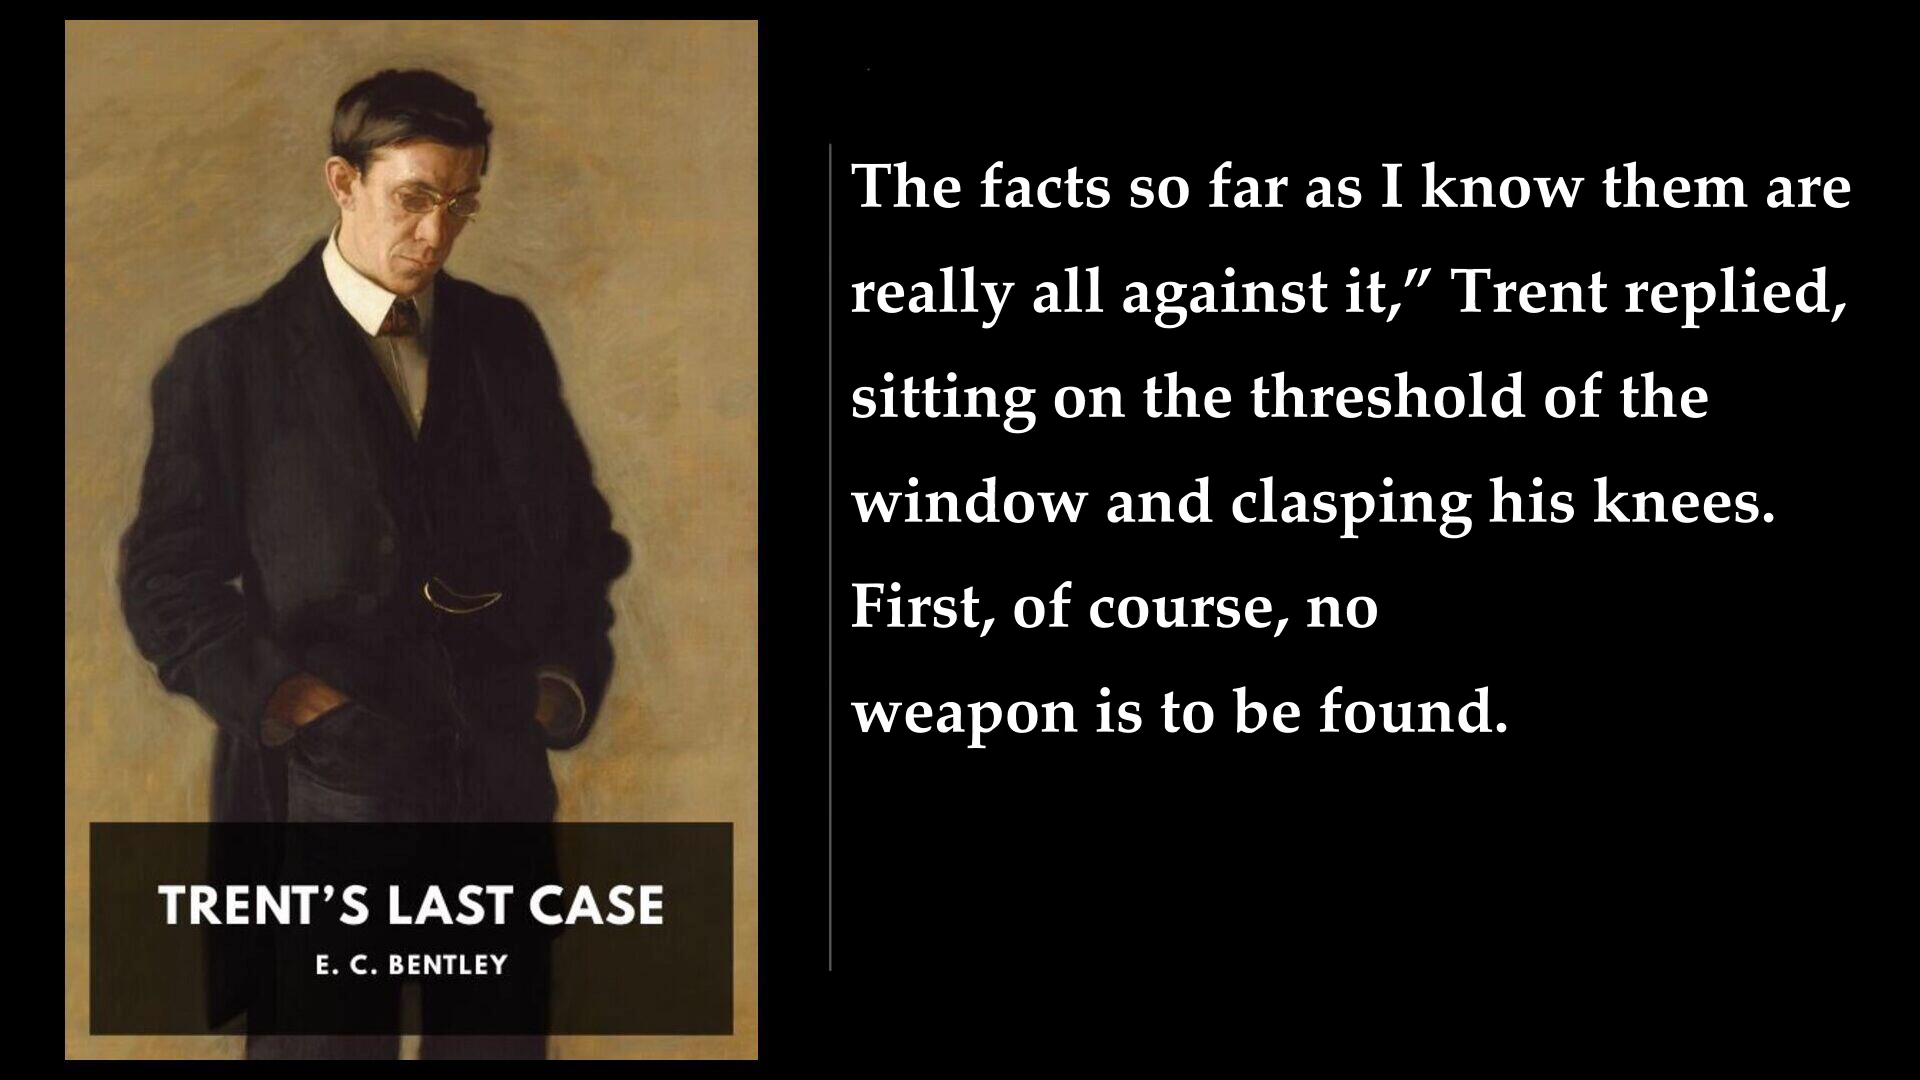 The facts so far as I know them are
really all against it,” Trent replied,
sitting on the threshold of the
window and clasping his knees.
First, of course, no
weapon is to be found.
TRENT’S LAST CASE
E. C. BENTLEY